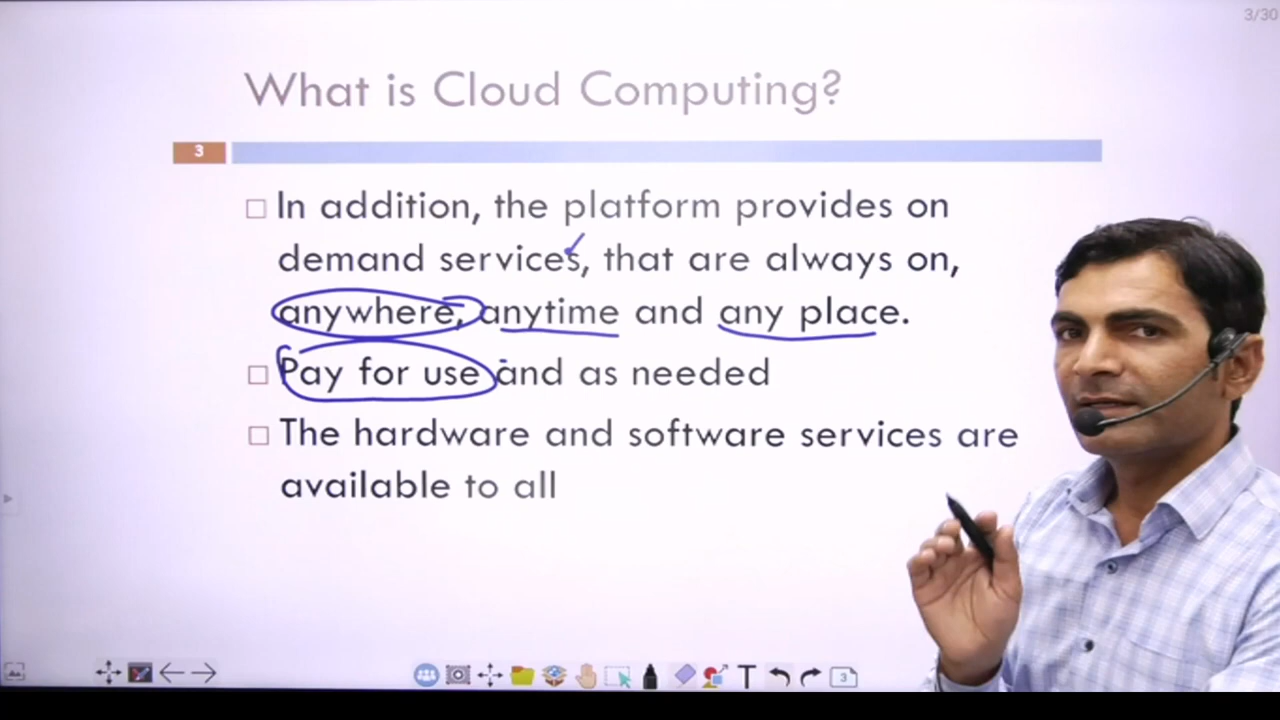 3/30
What is Cloud Computing?
3
In addition, the platform provides on
demand services, that are always on,
anywhere, anytime and any place.
Pay for use and as needed
The hardware and software services are
available to all
T
3